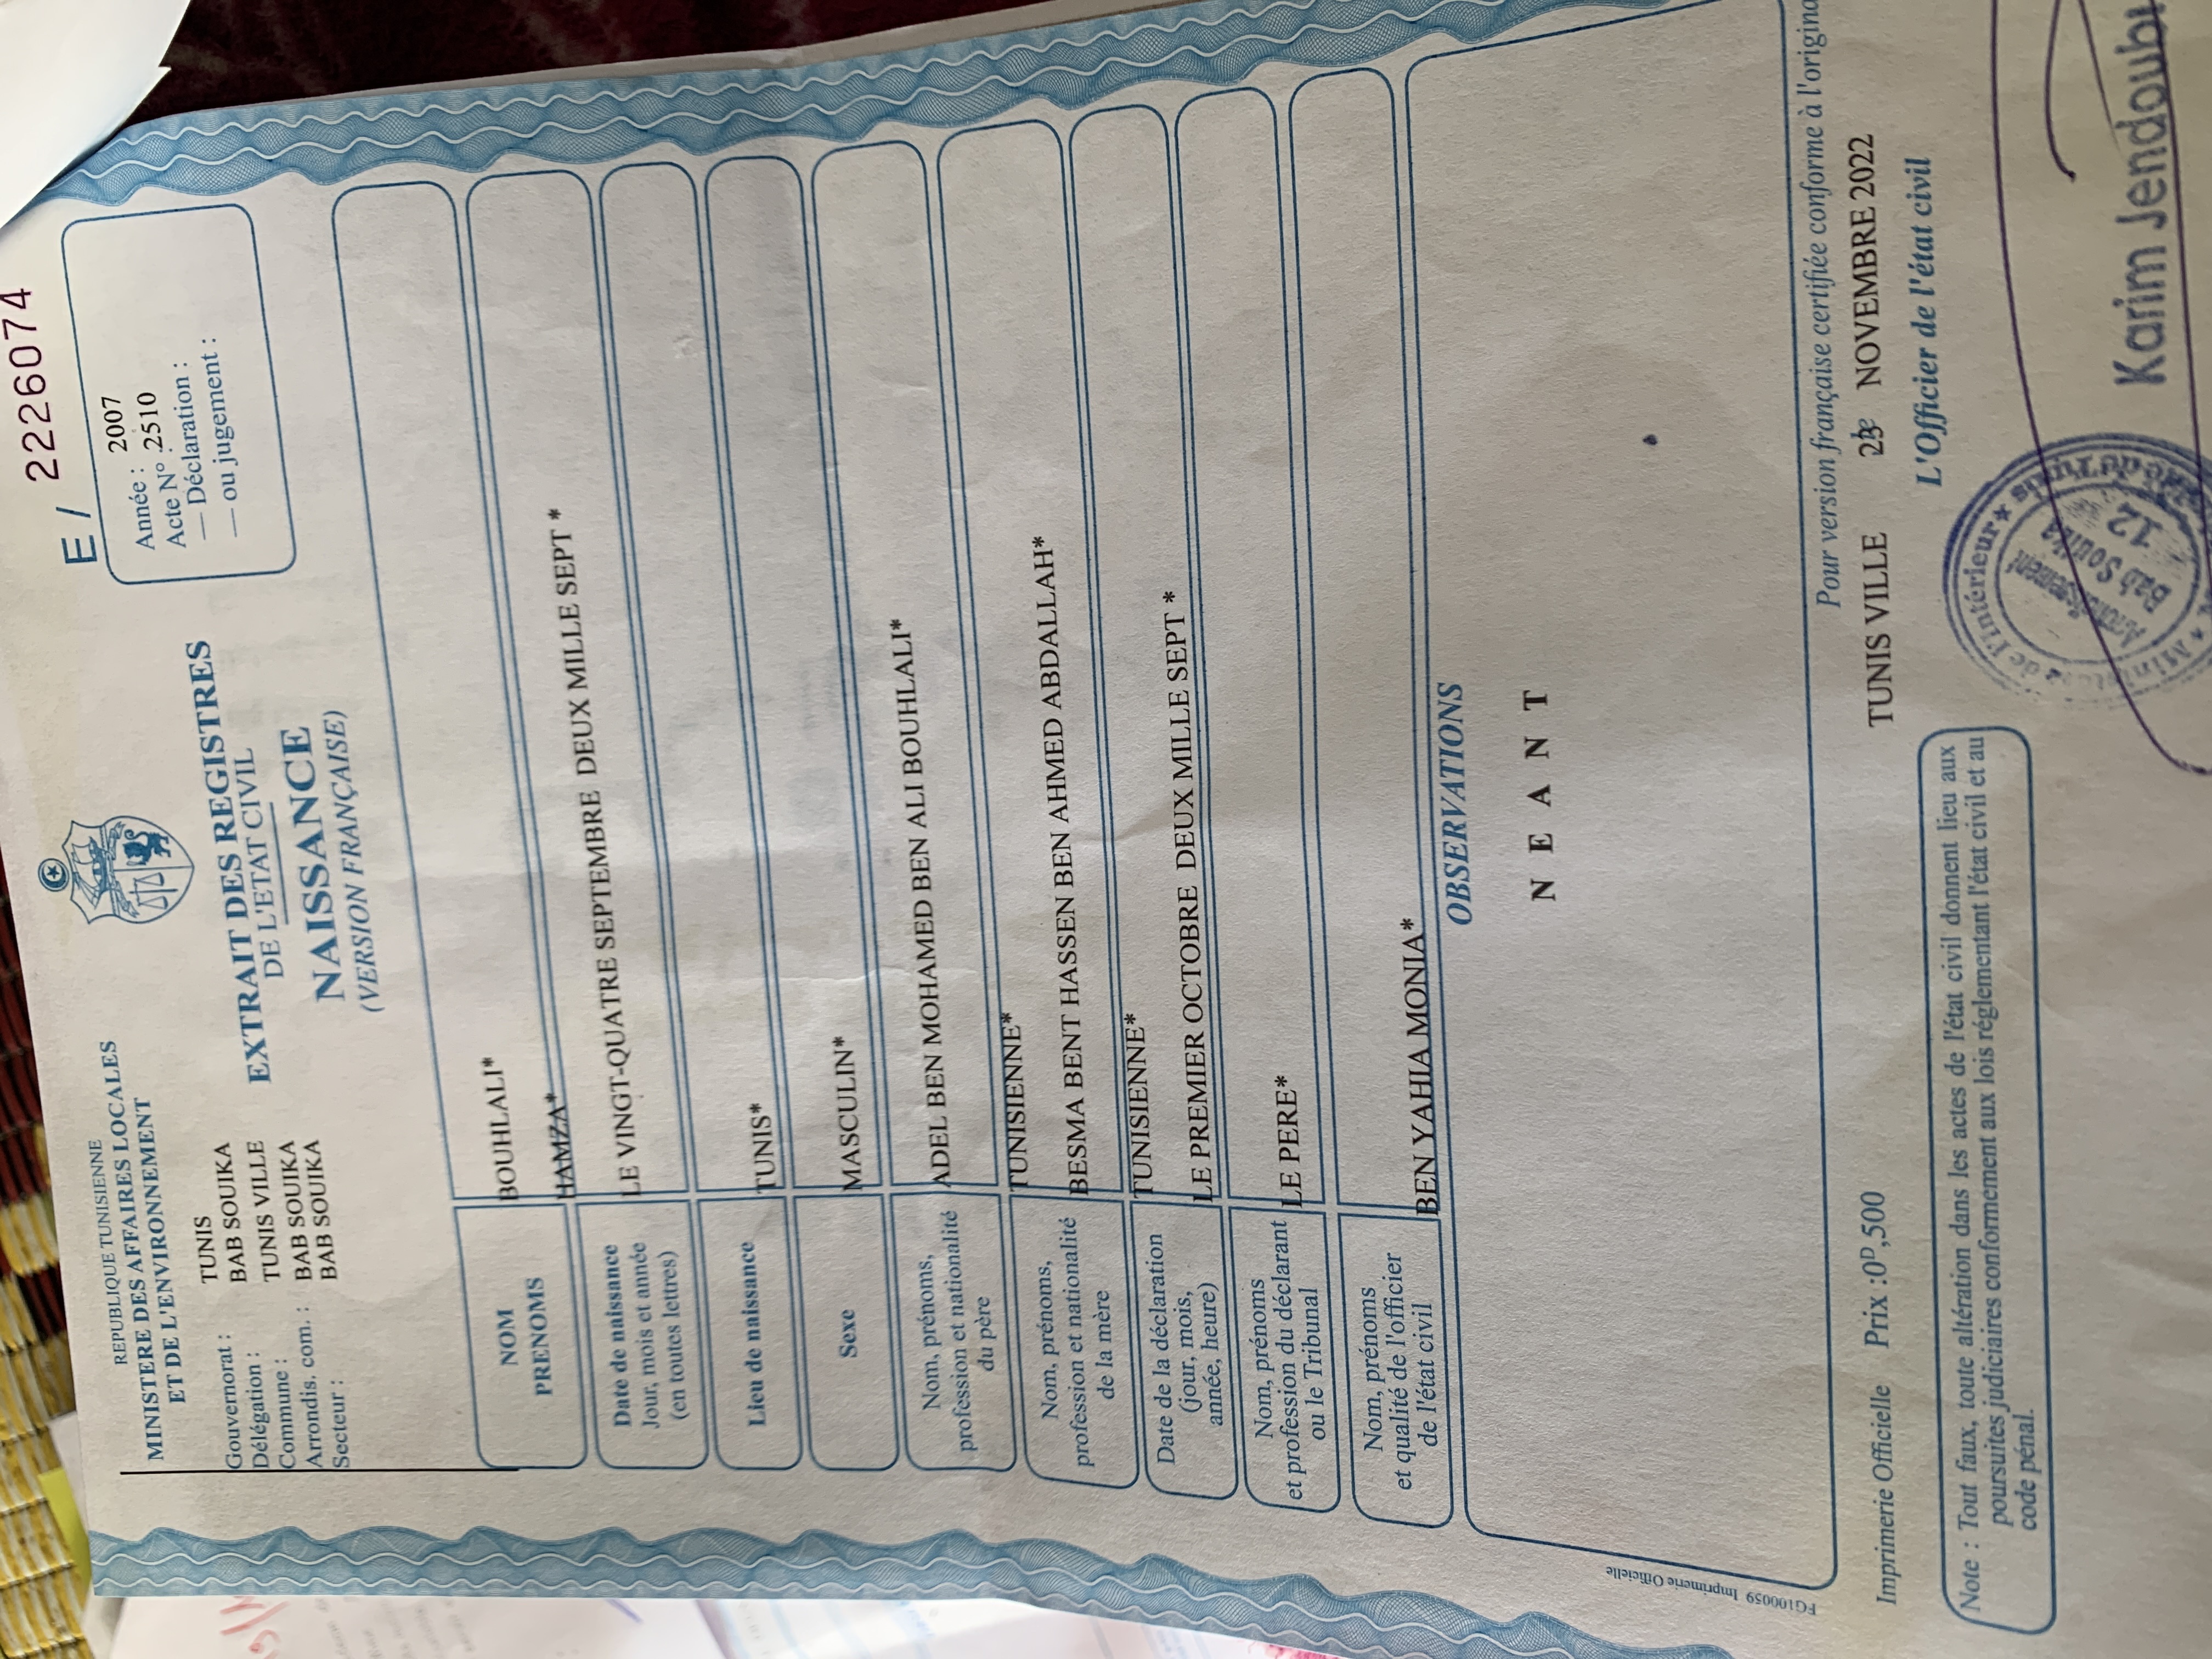 E / 2226074
REPUBLIQUE TUNISIENNE
MINISTERE DES AFFAIRES LOCALES
ET DE L'ENVIRONNEMENT
Gouvernorat : TUNIS
Délégation : BAB SOUIKA
Commune : TUNIS VILLE
Arrondis. com. : BAB SOUIKA
Secteur : BAB SOUIKA
EXTRAIT DES REGISTRES
DE L'ETAT CIVIL
NAISSANCE
(VERSION FRANÇAISE)
Année : 2007
Acte N° : 2510
— Déclaration :
— ou jugement :
NOM BOUHLALI*
PRENOMS HAMZA*
Date de naissance
Jour, mois et année
(en toutes lettres)
LE VINGT-QUATRE SEPTEMBRE DEUX MILLE SEPT *
Lieu de naissance TUNIS*
Sexe MASCULIN*
Nom, prénoms,
profession et nationalité
du père
ADEL BEN MOHAMED BEN ALI BOUHLALI*
TUNISIENNE*
Nom, prénoms,
profession et nationalité
de la mère
BESMA BENT HASSEN BEN AHMED ABDALLAH*
TUNISIENNE*
Date de la déclaration
(jour, mois,
année, heure)
LE PREMIER OCTOBRE DEUX MILLE SEPT *
Nom, prénoms
et profession du déclarant
ou le Tribunal
LE PERE*
Nom, prénoms
et qualité de l'officier
de l'état civil
BEN YAHIA MONIA*
OBSERVATIONS
N E A N T
FG100059 Imprimerie Officielle
Pour version française certifiée conforme à l'origina
TUNIS VILLE NOVEMBRE 2022
L'Officier de l'état civil
Imprimerie Officielle Prix :0D,500
Note : Tout faux, toute altération dans les actes de l'état civil donnent lieu aux
poursuites judiciaires conformement aux lois réglementant l'état civil et au
code pénal.
de l'Intérieur
de Tunis
Arrondissement
Bab Souika
12
Karim Jendoubi